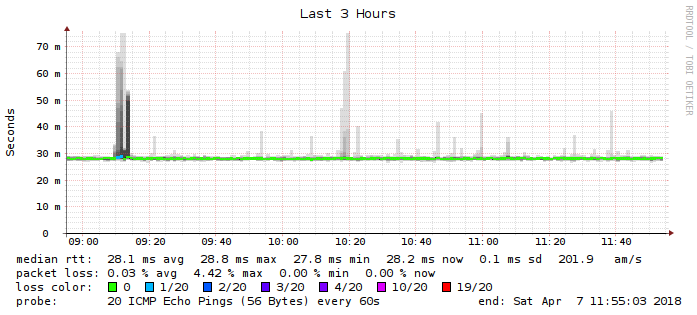 Last 3 Hours
RRDTOOL / TOBI OETIKER
Seconds
70 m
60 m
50 m
40 m
30 m
20 m
10 m
0
09:00 09:20 09:40 10:00 10:20 10:40 11:00 11:20 11:40
median rtt: 28.1 ms avg 28.8 ms max 27.8 ms min 28.2 ms now 0.1 ms sd 201.9 am/s
packet loss: 0.03 % avg 4.42 % max 0.00 % min 0.00 % now
loss color: 0 1/20 2/20 3/20 4/20 10/20 19/20
probe: 20 ICMP Echo Pings (56 Bytes) every 60s end: Sat Apr 7 11:55:03 2018